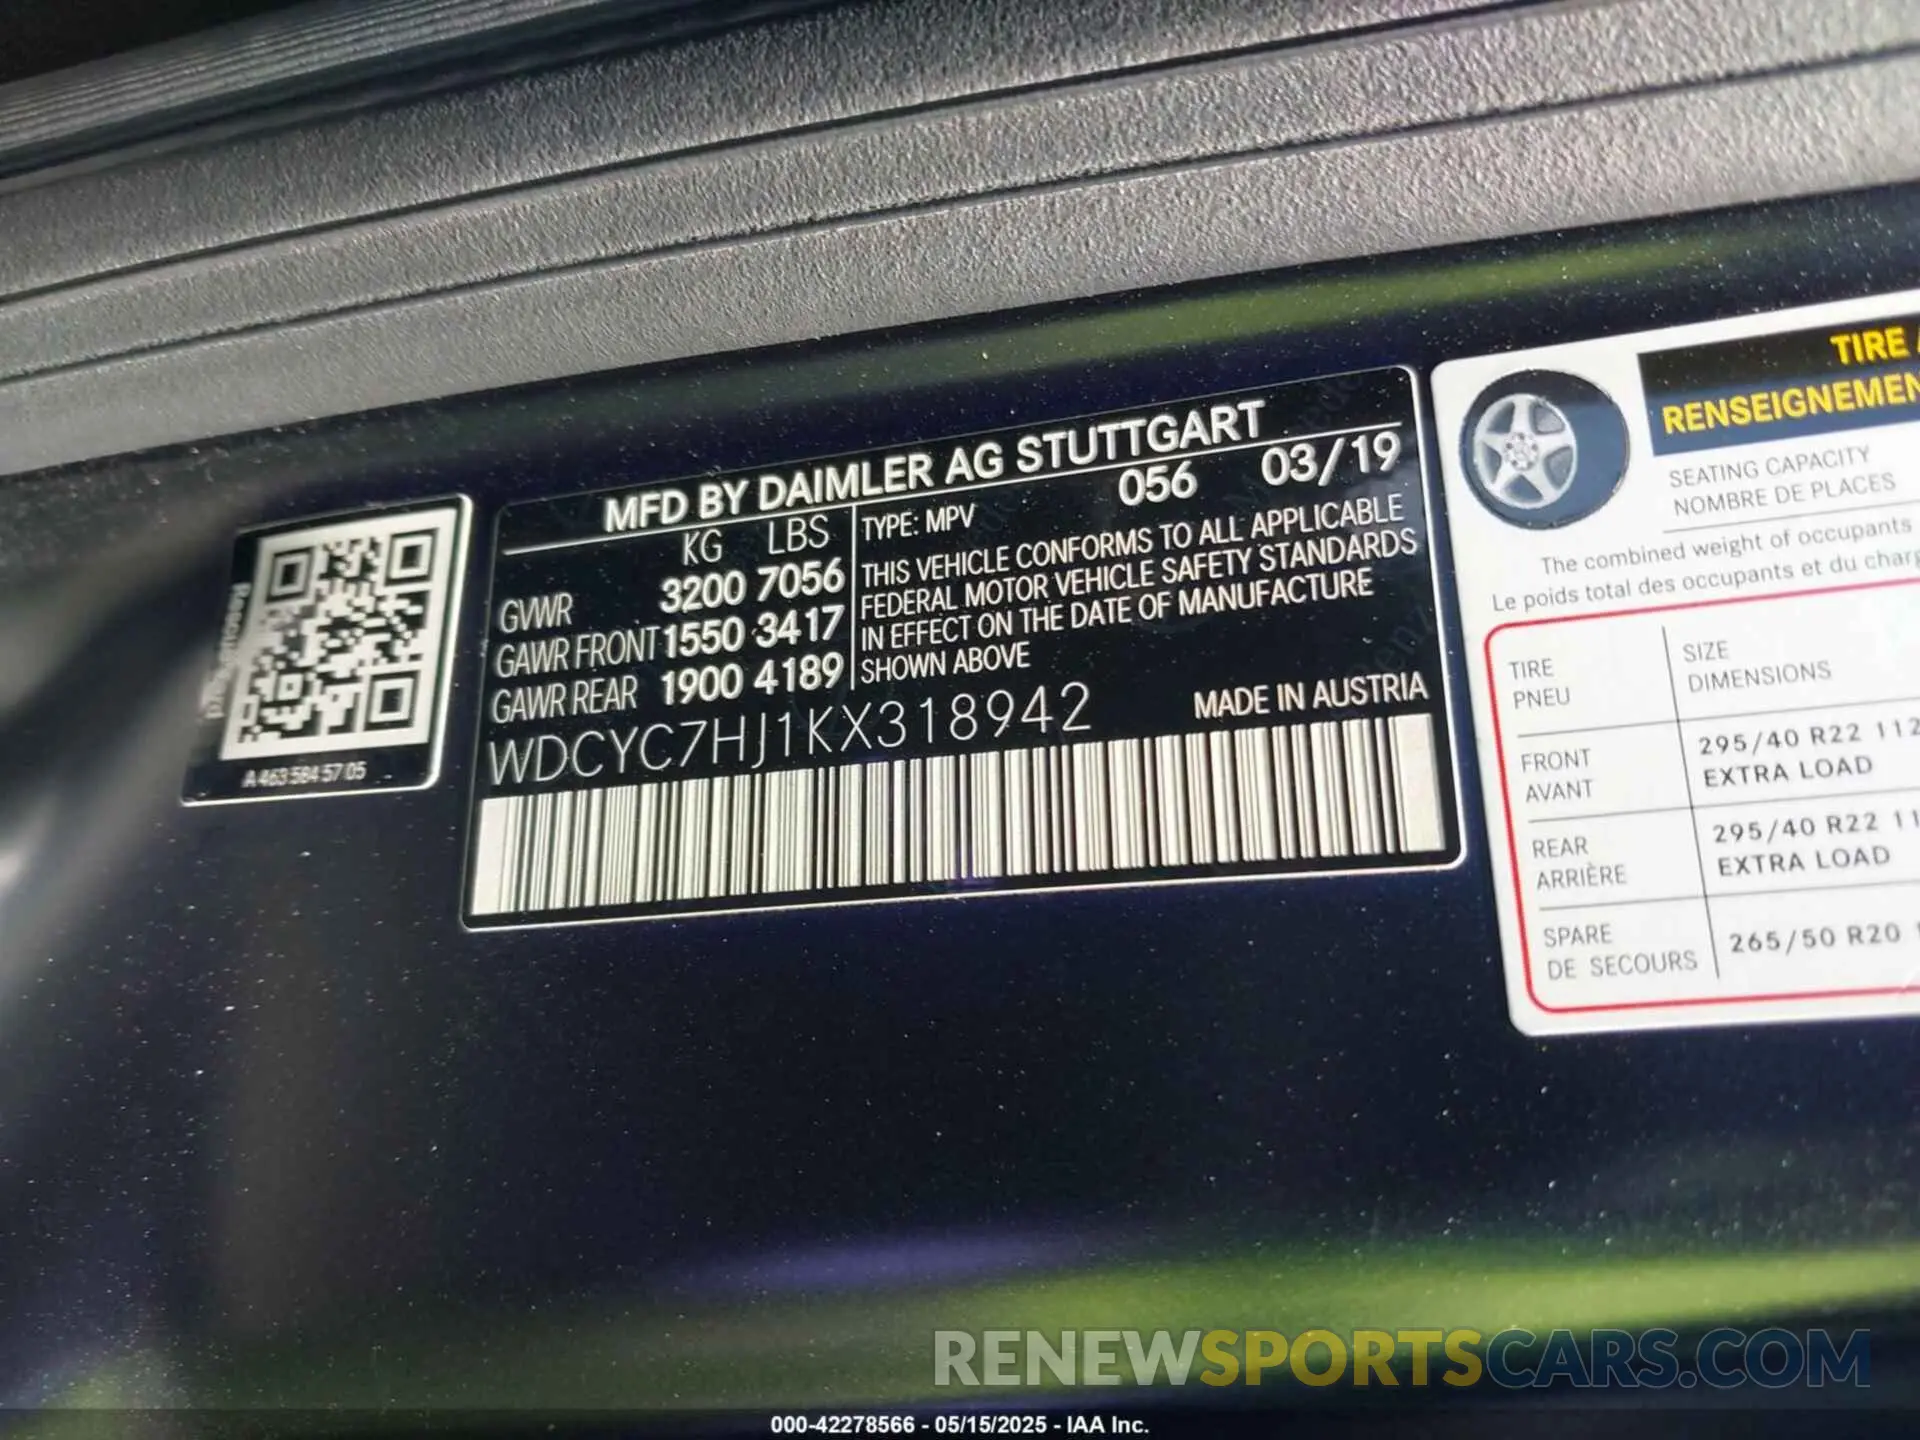 Rescue card
A 463 584 57 05
MFD BY DAIMLER AG STUTTGART
056 03/19
KG LBS
GVWR 3200 7056
GAWR FRONT 1550 3417
GAWR REAR 1900 4189
TYPE: MPV
THIS VEHICLE CONFORMS TO ALL APPLICABLE
FEDERAL MOTOR VEHICLE SAFETY STANDARDS
IN EFFECT ON THE DATE OF MANUFACTURE
SHOWN ABOVE
WDCYC7HJ1KX318942
MADE IN AUSTRIA
TIRE
RENSEIGNEMEN
SEATING CAPACITY
NOMBRE DE PLACES
The combined weight of occupants
Le poids total des occupants et du charg
TIRE
PNEU
SIZE
DIMENSIONS
FRONT
AVANT
295/40 R22 112
EXTRA LOAD
REAR
ARRIÈRE
295/40 R22 11
EXTRA LOAD
SPARE
DE SECOURS
265/50 R20
RENEWSPORTSCARS.COM
000-42278566 - 05/15/2025 - IAA Inc.